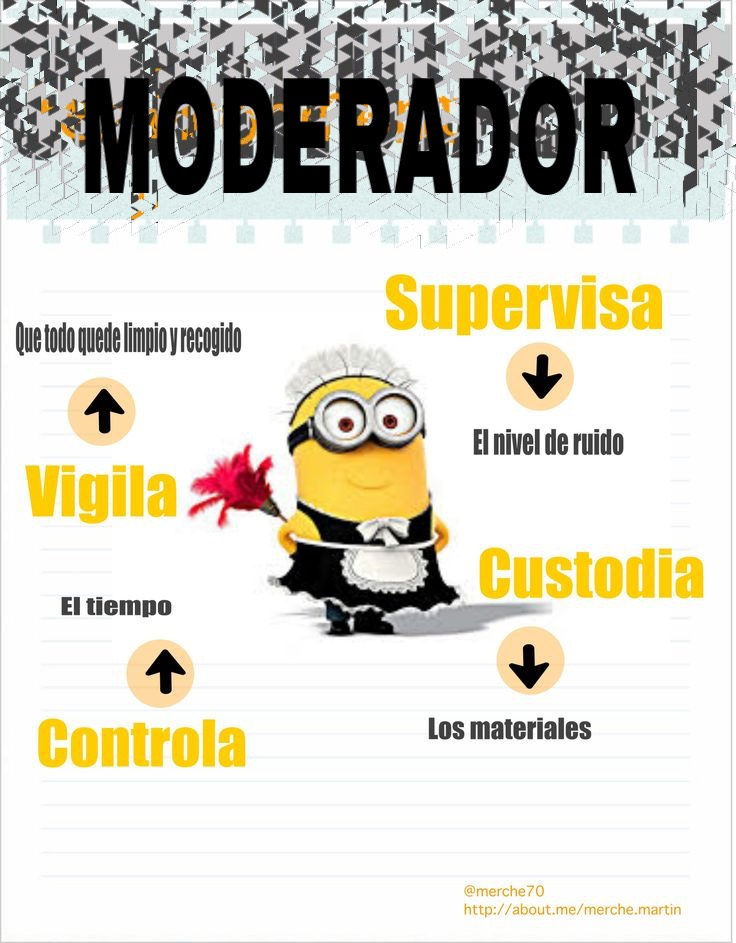 MODERADOR
Supervisa
Que todo quede limpio y recogido
El nivel de ruido
Vigila
Custodia
El tiempo
Los materiales
Controla
@merche70
http://about.me/merche.martin